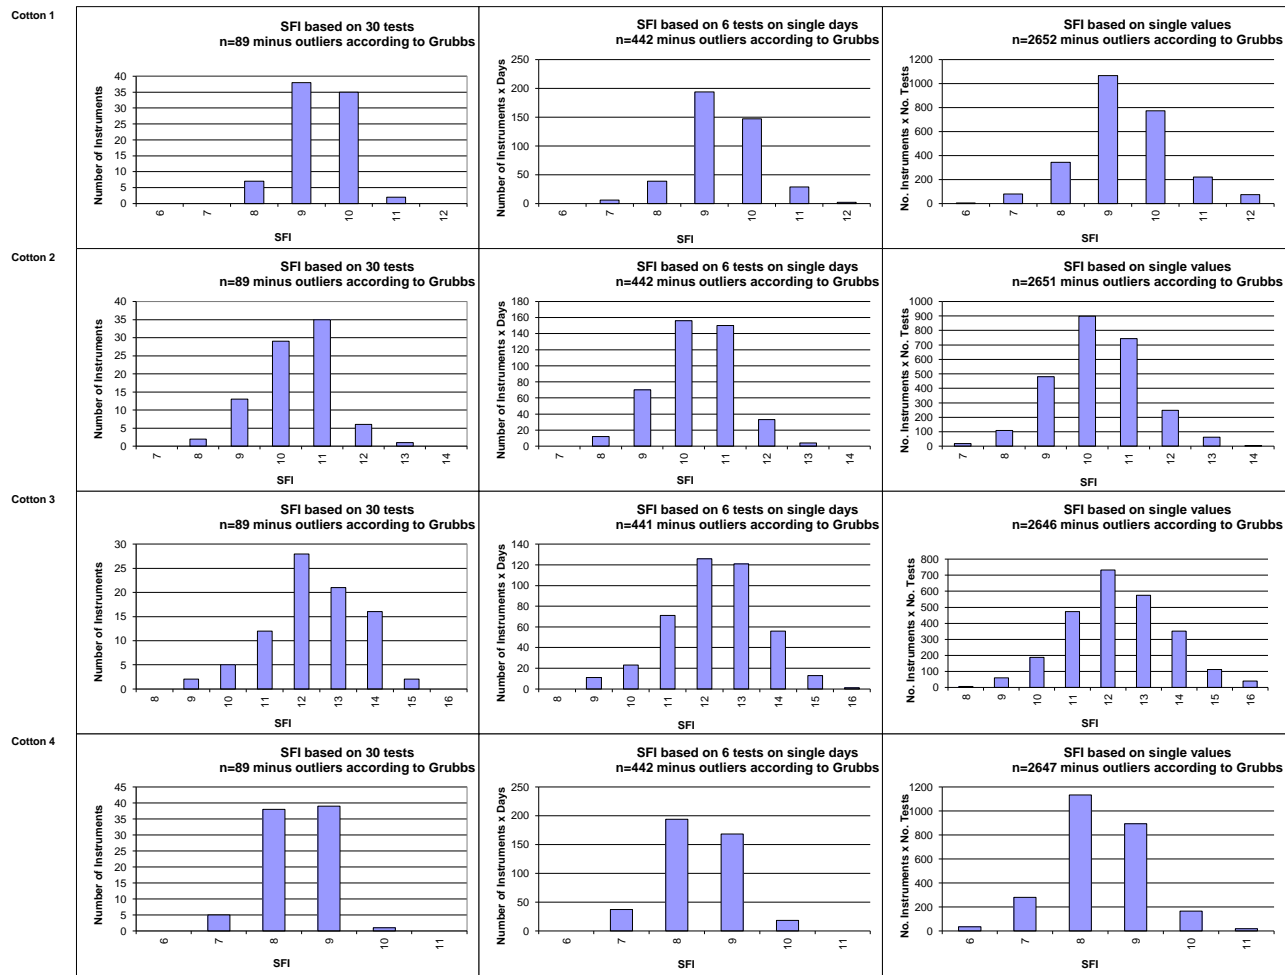 Cotton 1
SFI based on 30 tests
n=89 minus outliers according to Grubbs
Number of Instruments
40
35
30
25
20
15
10
5
0
6 7 8 9 10 11 12
SFI
SFI based on 6 tests on single days
n=442 minus outliers according to Grubbs
Number of Instruments x Days
250
200
150
100
50
0
6 7 8 9 10 11 12
SFI
SFI based on single values
n=2652 minus outliers according to Grubbs
No. Instruments x No. Tests
1200
1000
800
600
400
200
0
6 7 8 9 10 11 12
SFI
Cotton 2
SFI based on 30 tests
n=89 minus outliers according to Grubbs
Number of Instruments
40
35
30
25
20
15
10
5
0
7 8 9 10 11 12 13 14
SFI
SFI based on 6 tests on single days
n=442 minus outliers according to Grubbs
Number of Instruments x Days
180
160
140
120
100
80
60
40
20
0
7 8 9 10 11 12 13 14
SFI
SFI based on single values
n=2651 minus outliers according to Grubbs
No. Instruments x No. Tests
1000
900
800
700
600
500
400
300
200
100
0
7 8 9 10 11 12 13 14
SFI
Cotton 3
SFI based on 30 tests
n=89 minus outliers according to Grubbs
Number of Instruments
30
25
20
15
10
5
0
8 9 10 11 12 13 14 15 16
SFI
SFI based on 6 tests on single days
n=441 minus outliers according to Grubbs
Number of Instruments x Days
140
120
100
80
60
40
20
0
8 9 10 11 12 13 14 15 16
SFI
SFI based on single values
n=2646 minus outliers according to Grubbs
No. Instruments x No. Tests
800
700
600
500
400
300
200
100
0
8 9 10 11 12 13 14 15 16
SFI
Cotton 4
SFI based on 30 tests
n=89 minus outliers according to Grubbs
Number of Instruments
45
40
35
30
25
20
15
10
5
0
6 7 8 9 10 11
SFI
SFI based on 6 tests on single days
n=442 minus outliers according to Grubbs
Number of Instruments x Days
250
200
150
100
50
0
6 7 8 9 10 11
SFI
SFI based on single values
n=2647 minus outliers according to Grubbs
No. Instruments x No. Tests
1200
1000
800
600
400
200
0
6 7 8 9 10 11
SFI